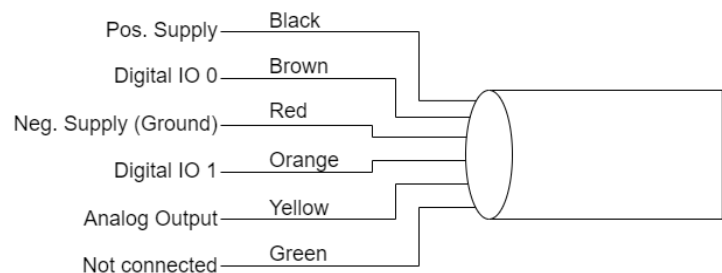 Pos. Supply Black
Digital IO 0 Brown
Neg. Supply (Ground) Red
Digital IO 1 Orange
Analog Output Yellow
Not connected Green